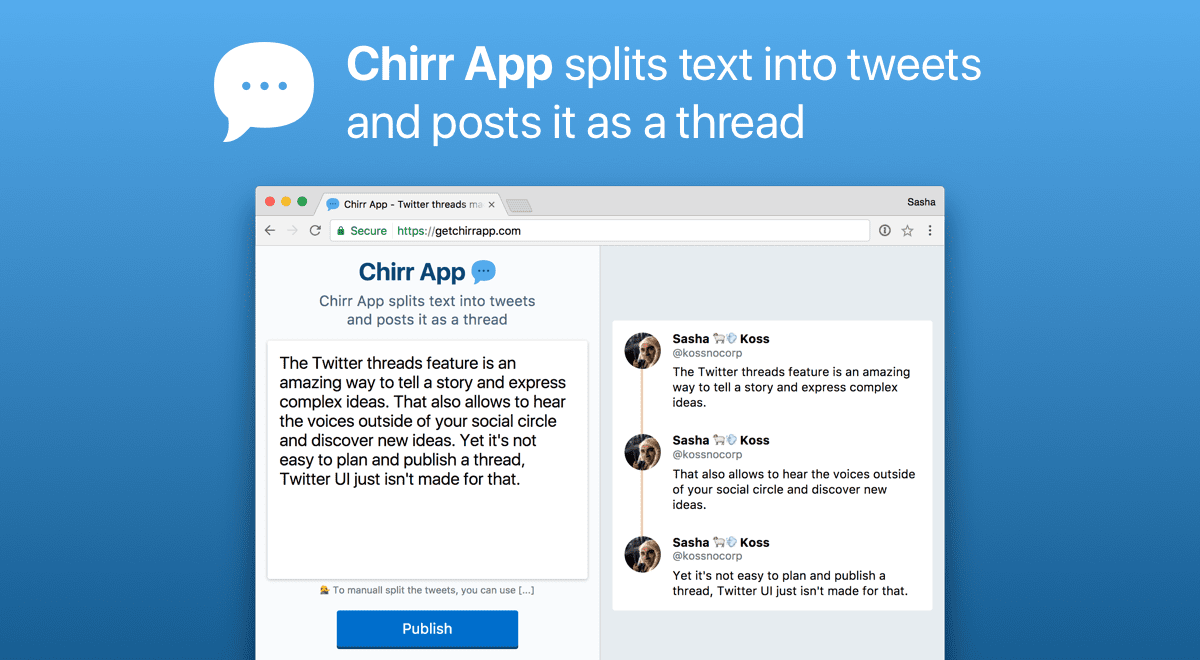 Chirr App splits text into tweets
and posts it as a thread
Chirr App - Twitter threads ma
Sasha
Secure
https://getchirrapp.com
Chirr App
Chirr App splits text into tweets
and posts it as a thread
The Twitter threads feature is an
amazing way to tell a story and express
complex ideas. That also allows to hear
the voices outside of your social circle
and discover new ideas. Yet it's not
easy to plan and publish a thread,
Twitter UI just isn't made for that.
To manuall split the tweets, you can use [...]
Publish
Sasha 🐑💨 Koss
@kossnocorp
The Twitter threads feature is an amazing
way to tell a story and express complex
ideas.
Sasha 🐑💨 Koss
@kossnocorp
That also allows to hear the voices outside
of your social circle and discover new
ideas.
Sasha 🐑💨 Koss
@kossnocorp
Yet it's not easy to plan and publish a
thread, Twitter UI just isn't made for that.